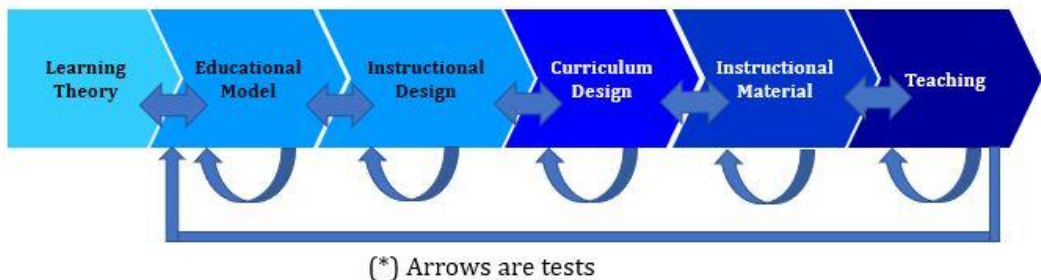 Learning
Theory
Educational
Model
Instructional
Design
Curriculum
Design
Instructional
Material
Teaching
(*) Arrows are tests